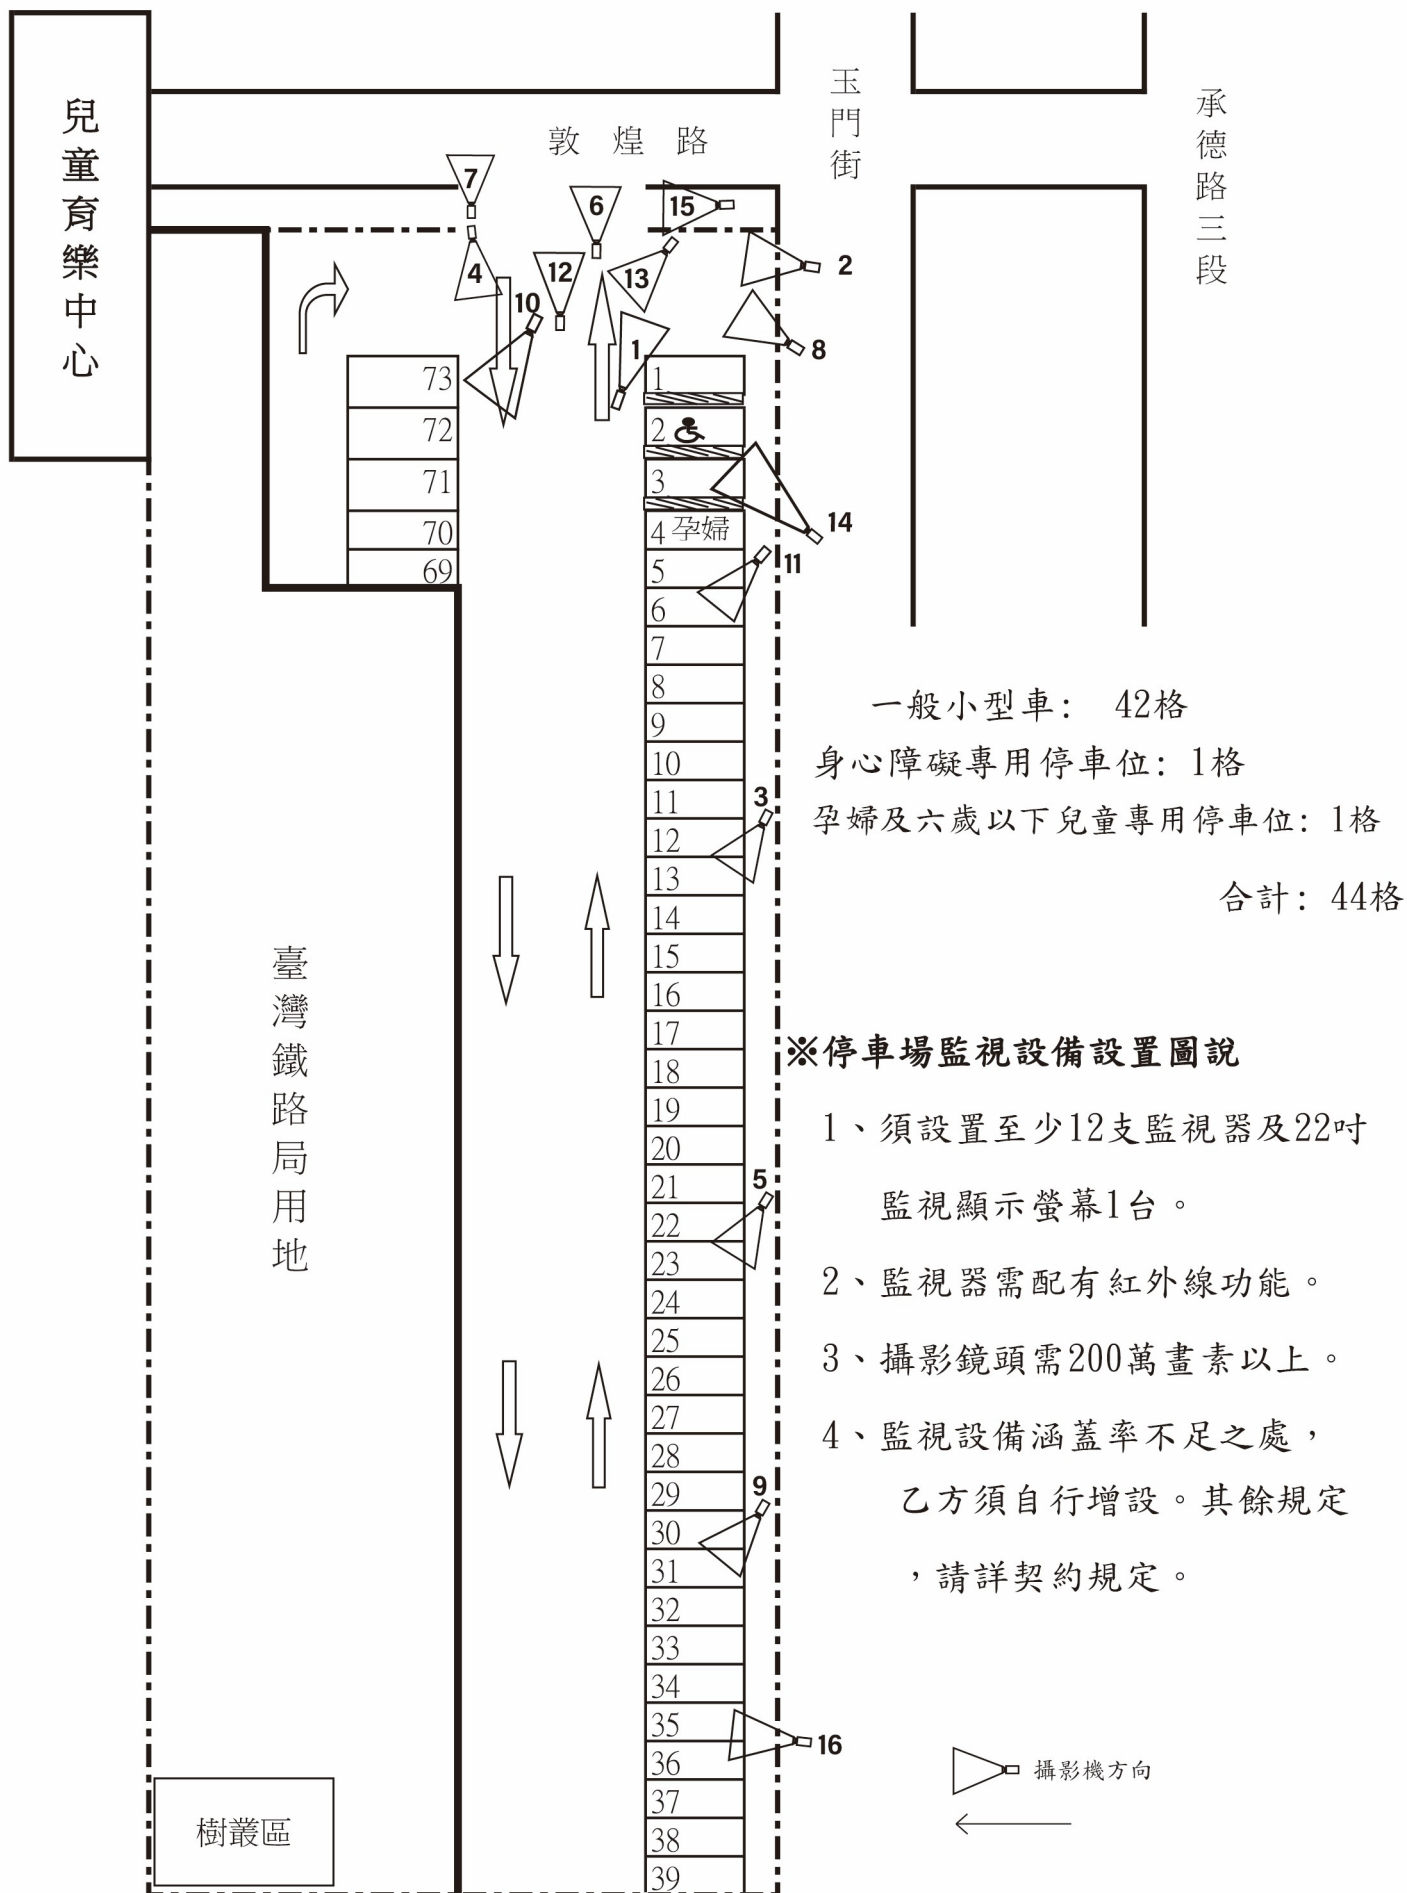 兒童育樂中心
敦煌路
玉門街
承德路三段
7
6
15
4
12
13
2
10
1
8
14
11
3
5
9
16
73
72
71
70
69
1
2
3
4 孕婦
5
6
7
8
9
10
11
12
13
14
15
16
17
18
19
20
21
22
23
24
25
26
27
28
29
30
31
32
33
34
35
36
37
38
39
臺灣鐵路局用地
樹叢區
一般小型車： 42格
身心障礙專用停車位：1格
孕婦及六歲以下兒童專用停車位：1格
合計：44格
※停車場監視設備設置圖說
1、須設置至少12支監視器及22吋
監視顯示螢幕1台。
2、監視器需配有紅外線功能。
3、攝影鏡頭需200萬畫素以上。
4、監視設備涵蓋率不足之處，
乙方須自行增設。其餘規定
，請詳契約規定。
攝影機方向